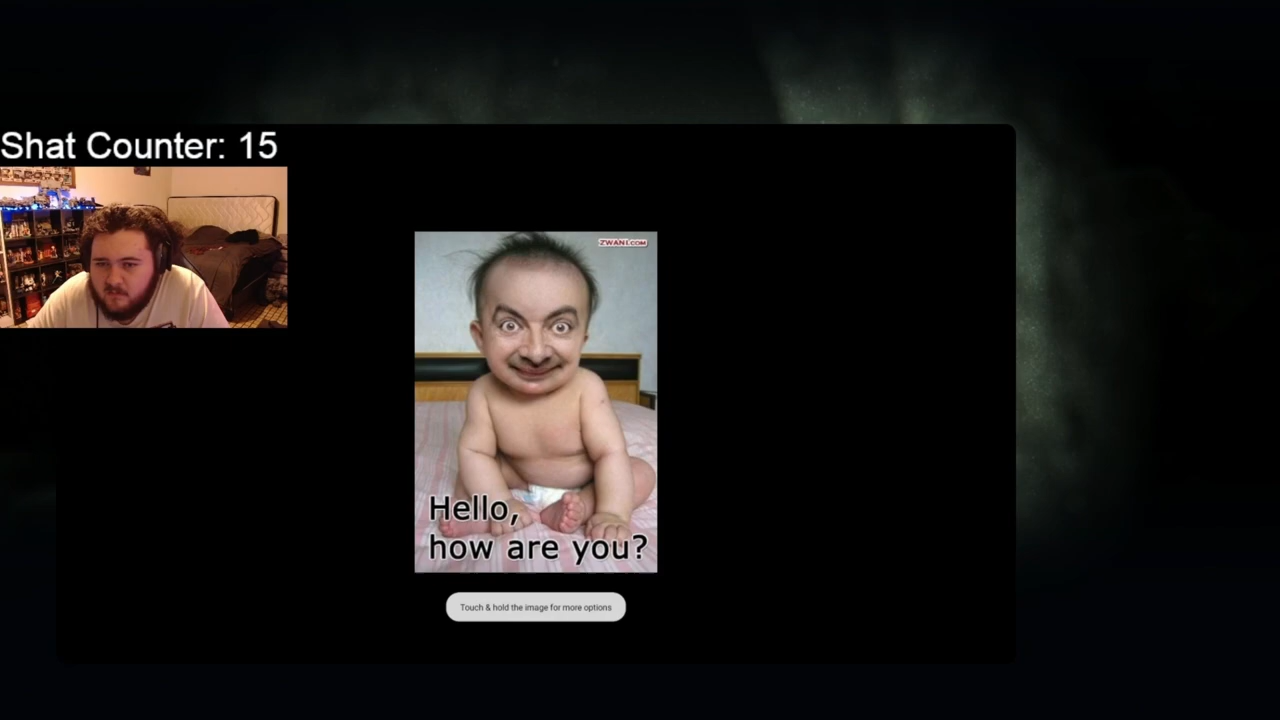 Shat Counter: 15
ZWANI.COM
Hello,
how are you?
Touch & hold the image for more options